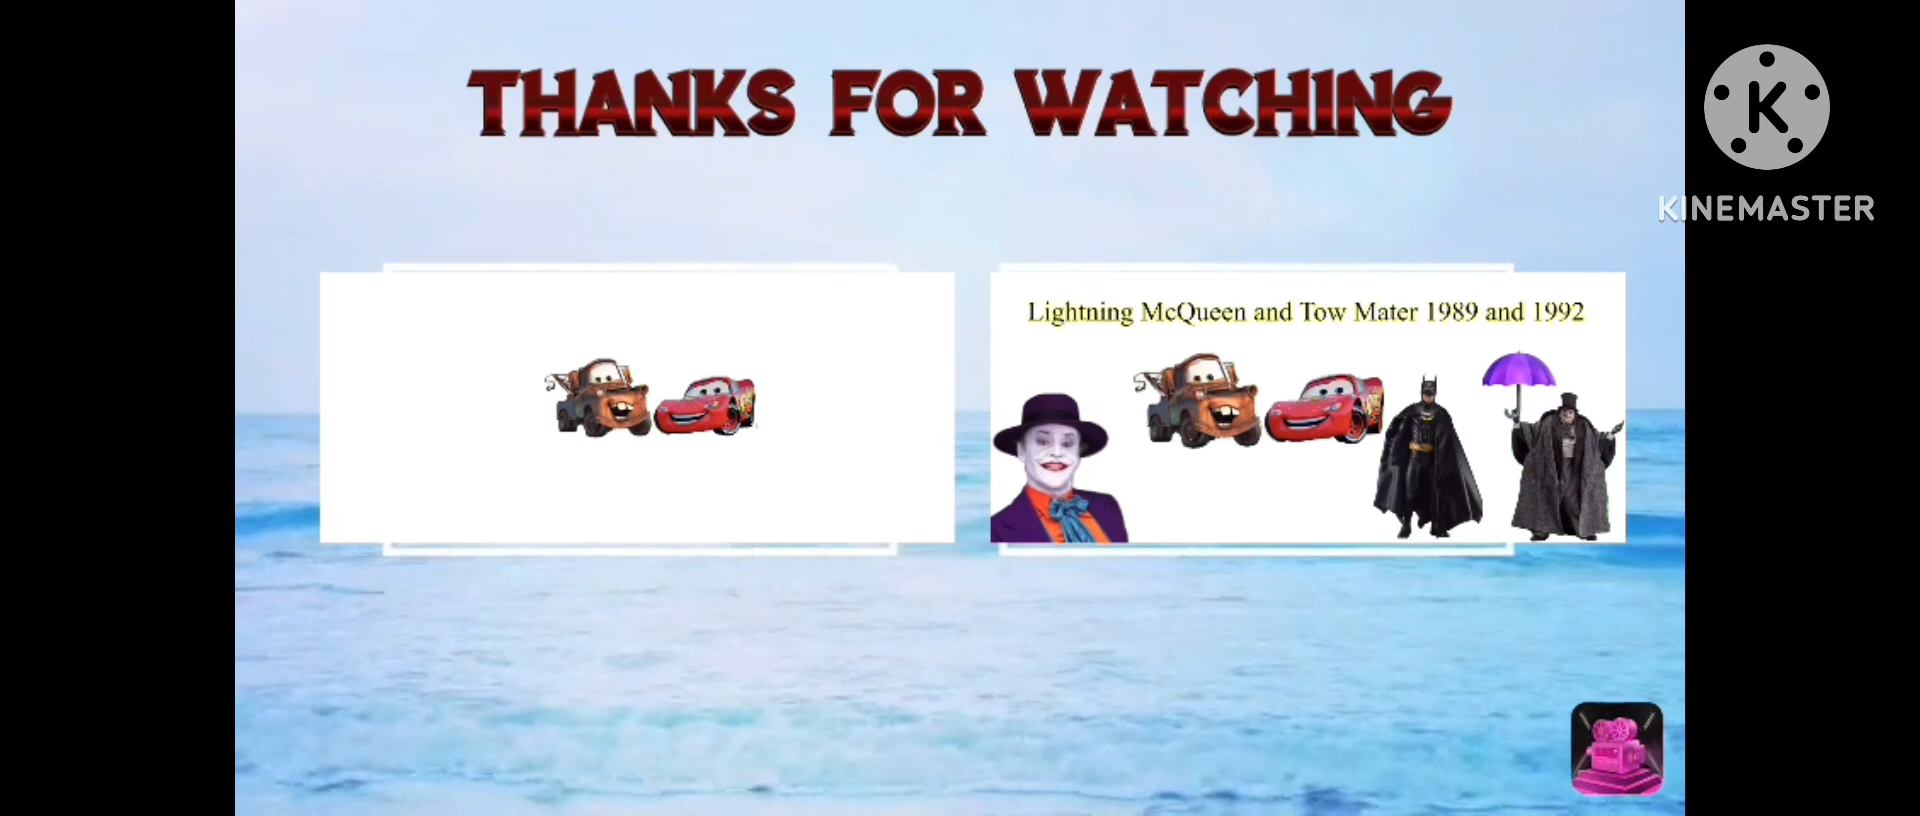 THANKS FOR WATCHING
K
KINEMASTER
Lightning McQueen and Tow Mater 1989 and 1992